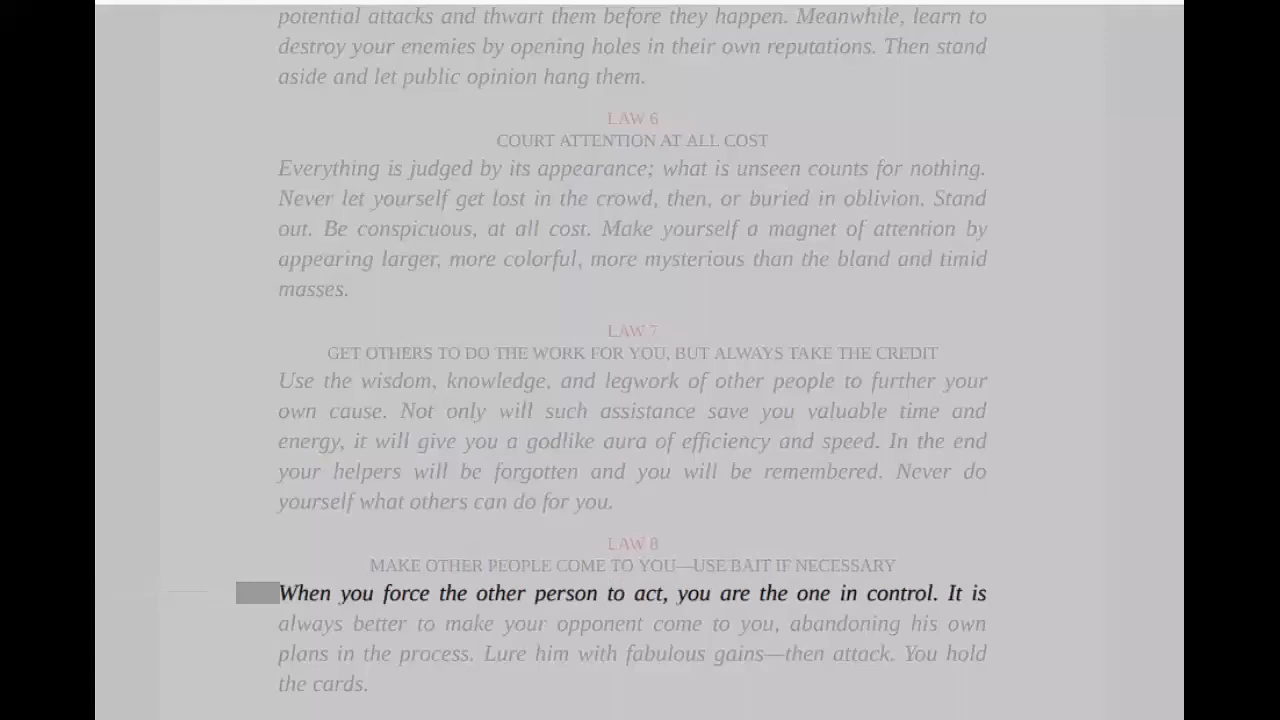 potential attacks and thwart them before they happen. Meanwhile, learn to
destroy your enemies by opening holes in their own reputations. Then stand
aside and let public opinion hang them.
LAW 6
COURT ATTENTION AT ALL COST
Everything is judged by its appearance; what is unseen counts for nothing.
Never let yourself get lost in the crowd, then, or buried in oblivion. Stand
out. Be conspicuous, at all cost. Make yourself a magnet of attention by
appearing larger, more colorful, more mysterious than the bland and timid
masses.
LAW 7
GET OTHERS TO DO THE WORK FOR YOU, BUT ALWAYS TAKE THE CREDIT
Use the wisdom, knowledge, and legwork of other people to further your
own cause. Not only will such assistance save you valuable time and
energy, it will give you a godlike aura of efficiency and speed. In the end
your helpers will be forgotten and you will be remembered. Never do
yourself what others can do for you.
LAW 8
MAKE OTHER PEOPLE COME TO YOU—USE BAIT IF NECESSARY
When you force the other person to act, you are the one in control. It is
always better to make your opponent come to you, abandoning his own
plans in the process. Lure him with fabulous gains—then attack. You hold
the cards.